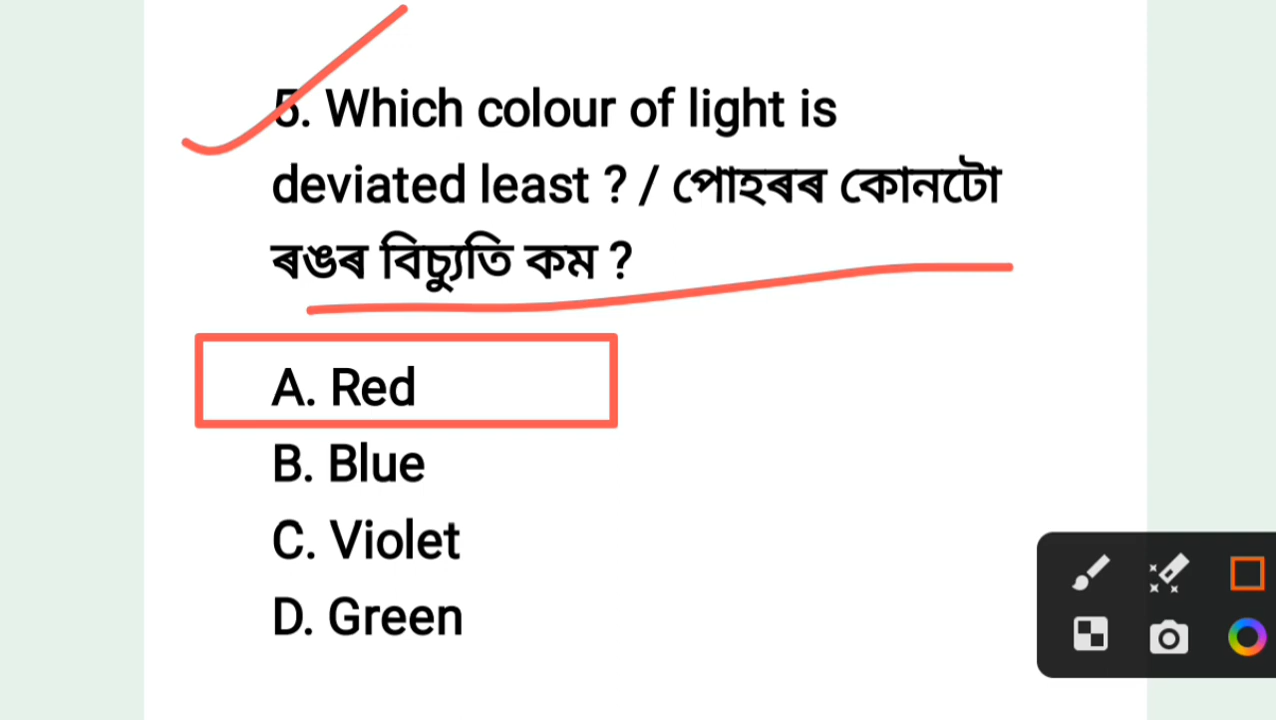 5. Which colour of light is
deviated least ? / পোহৰৰ কোনটো
ৰঙৰ বিচ্যুতি কম ?
A. Red
B. Blue
C. Violet
D. Green